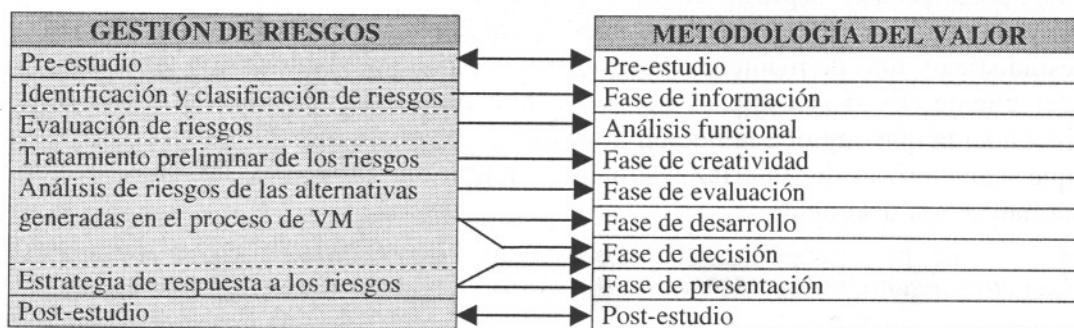 GESTIÓN DE RIESGOS
Pre-estudio
Identificación y clasificación de riesgos
Evaluación de riesgos
Tratamiento preliminar de los riesgos
Análisis de riesgos de las alternativas
generadas en el proceso de VM
Estrategia de respuesta a los riesgos
Post-estudio
METODOLOGÍA DEL VALOR
Pre-estudio
Fase de información
Análisis funcional
Fase de creatividad
Fase de evaluación
Fase de desarrollo
Fase de decisión
Fase de presentación
Post-estudio